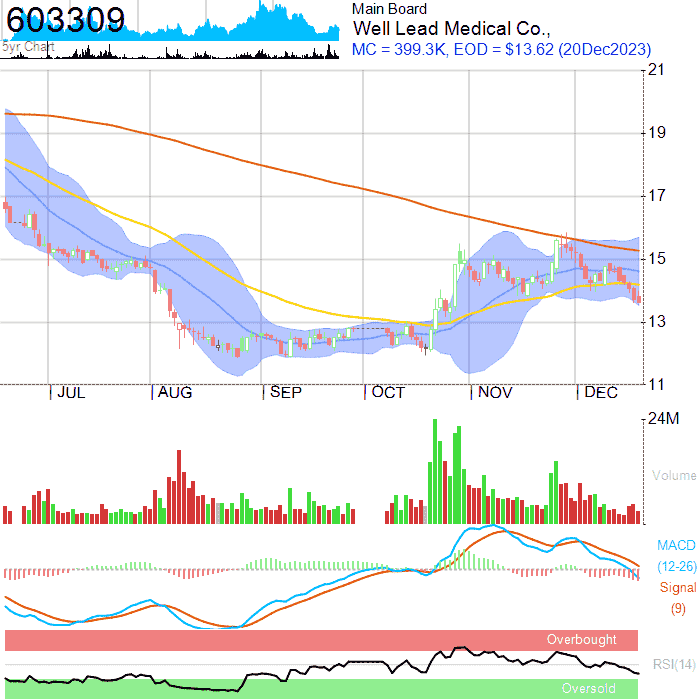 603309
5yr Chart
Main Board
Well Lead Medical Co.,
MC = 399.3K, EOD = $13.62 (20Dec2023)
21
19
17
15
13
11
JUL
AUG
SEP
OCT
NOV
DEC
24M
Volume
MACD
(12-26)
Signal
(9)
Overbought
RSI(14)
Oversold